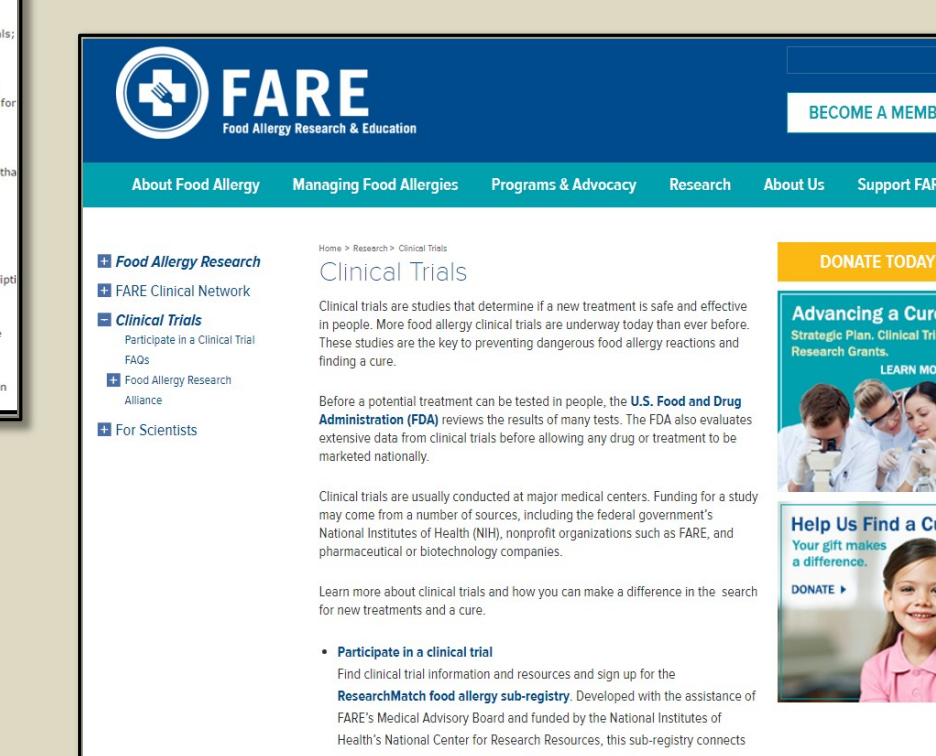 for
FARE
Food Allergy Research & Education
About Food Allergy Managing Food Allergies Programs & Advocacy Research About Us Support
Food Allergy Research
FARE Clinical Network
Clinical Trials
Participate in a Clinical Trial
FAQs
Food Allergy Research
Alliance
For Scientists
Home > Research > Clinical Trials
Clinical Trials
Clinical trials are studies that determine if a new treatment is safe and effective
in people. More food allergy clinical trials are underway today than ever before.
These studies are the key to preventing dangerous food allergy reactions and
finding a cure.
Before a potential treatment can be tested in people, the U.S. Food and Drug
Administration (FDA) reviews the results of many tests. The FDA also evaluates
extensive data from clinical trials before allowing any drug or treatment to be
marketed nationally.
Clinical trials are usually conducted at major medical centers. Funding for a study
may come from a number of sources, including the federal government's
National Institutes of Health (NIH), nonprofit organizations such as FARE, and
pharmaceutical or biotechnology companies.
Learn more about clinical trials and how you can make a difference in the search
for new treatments and a cure.
• Participate in a clinical trial
Find clinical trial information and resources and sign up for the
ResearchMatch food allergy sub-registry. Developed with the assistance of
FARE's Medical Advisory Board and funded by the National Institutes of
Health's National Center for Research Resources, this sub-registry connects
BECOME A
DONATE TODAY
Advancing a
Strategic Plan. Clinical
Research Grants.
LEARN
Help Us Find a
Your gift makes
a difference.
DONATE